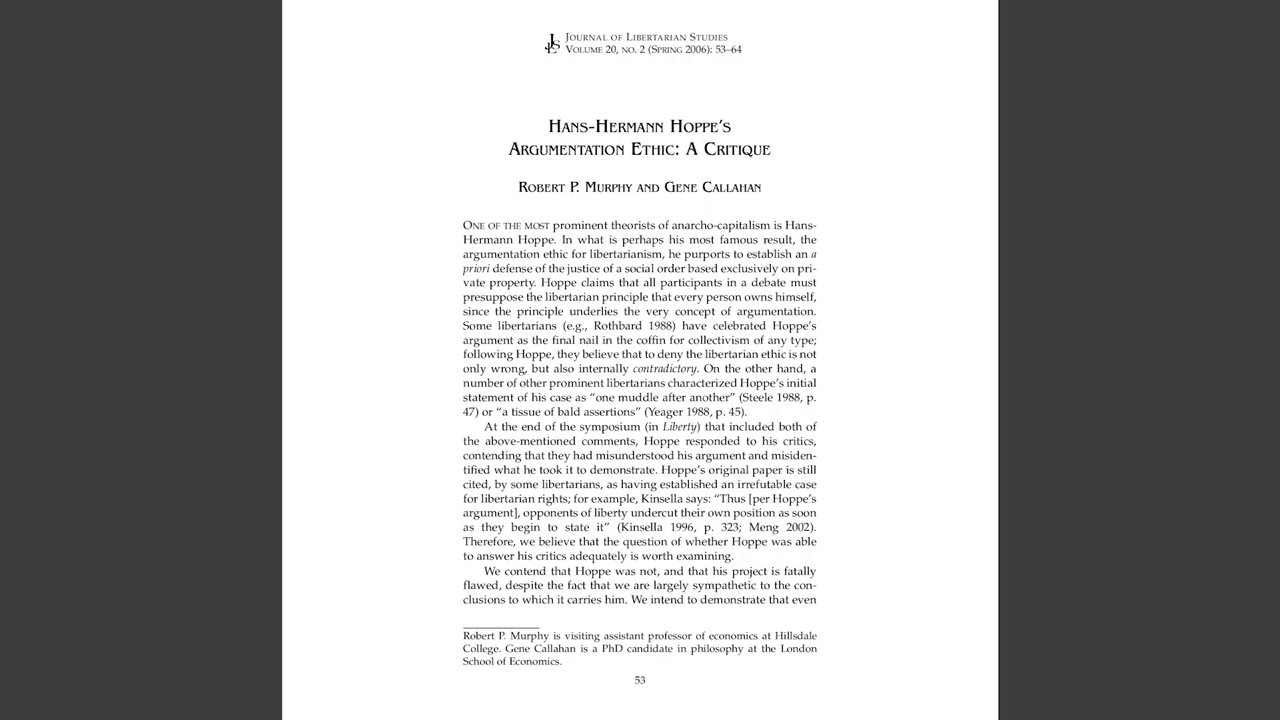 JOURNAL OF LIBERTARIAN STUDIES
VOLUME 20, NO. 2 (SPRING 2006): 53–64
HANS-HERMANN HOPPE'S
ARGUMENTATION ETHIC: A CRITIQUE
ROBERT P. MURPHY AND GENE CALLAHAN
ONE OF THE MOST prominent theorists of anarcho-capitalism is Hans-
Hermann Hoppe. In what is perhaps his most famous result, the
argumentation ethic for libertarianism, he purports to establish an a
priori defense of the justice of a social order based exclusively on pri-
vate property. Hoppe claims that all participants in a debate must
presuppose the libertarian principle that every person owns himself,
since the principle underlies the very concept of argumentation.
Some libertarians (e.g., Rothbard 1988) have celebrated Hoppe's
argument as the final nail in the coffin for collectivism of any type;
following Hoppe, they believe that to deny the libertarian ethic is not
only wrong, but also internally contradictory. On the other hand, a
number of other prominent libertarians characterized Hoppe's initial
statement of his case as “one muddle after another” (Steele 1988, p.
47) or “a tissue of bald assertions” (Yeager 1988, p. 45).
At the end of the symposium (in Liberty) that included both of
the above-mentioned comments, Hoppe responded to his critics,
contending that they had misunderstood his argument and misiden-
tified what he took it to demonstrate. Hoppe's original paper is still
cited, by some libertarians, as having established an irrefutable case
for libertarian rights; for example, Kinsella says: “Thus [per Hoppe's
argument], opponents of liberty undercut their own position as soon
as they begin to state it” (Kinsella 1996, p. 323; Meng 2002).
Therefore, we believe that the question of whether Hoppe was able
to answer his critics adequately is worth examining.
We contend that Hoppe was not, and that his project is fatally
flawed, despite the fact that we are largely sympathetic to the con-
clusions to which it carries him. We intend to demonstrate that even
Robert P. Murphy is visiting assistant professor of economics at Hillsdale
College. Gene Callahan is a PhD candidate in philosophy at the London
School of Economics.
53